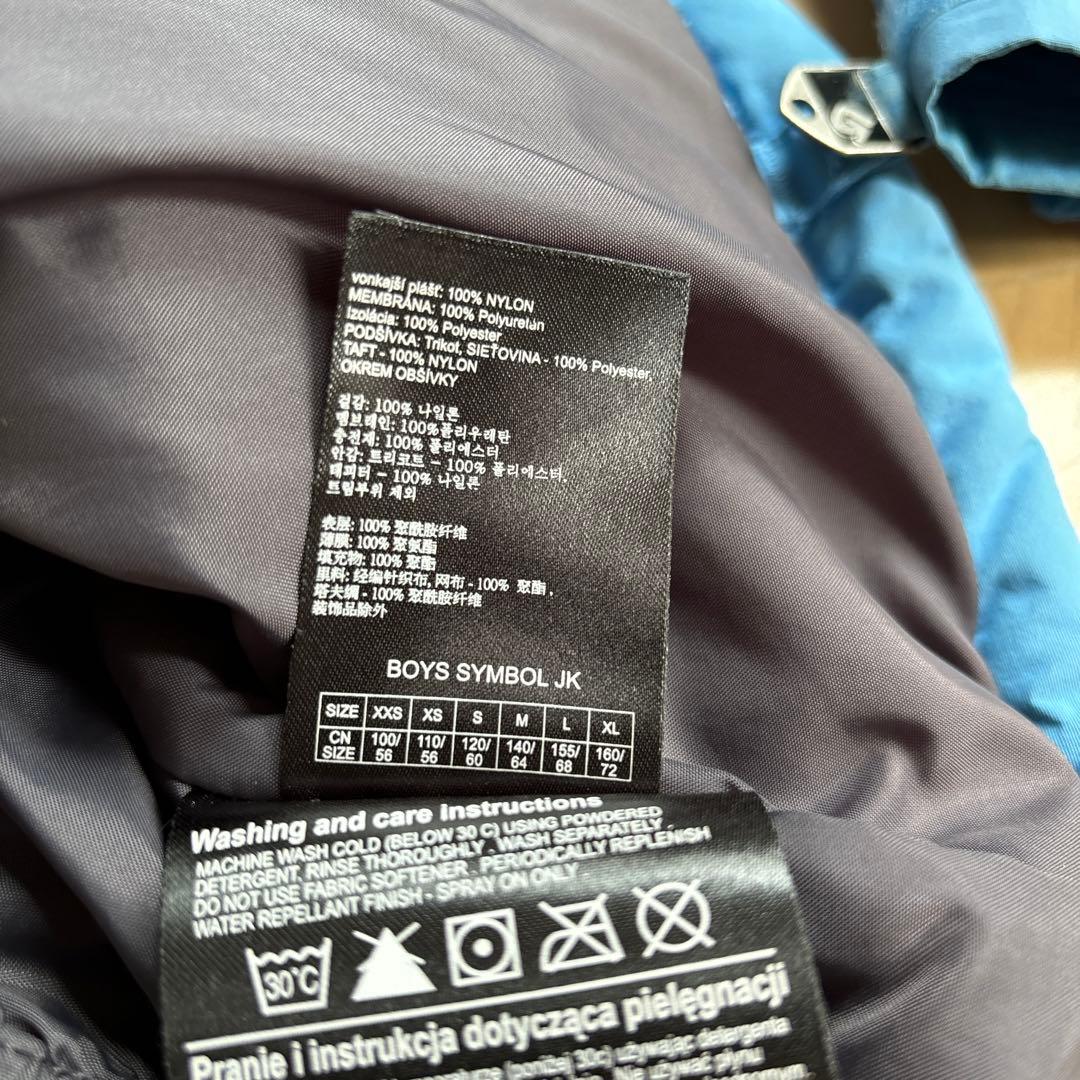 vonkajší plášť: 100% NYLON
MEMBRÁNA: 100% Polyuretan
Izolácia: 100% Polyester
PODŠÍVKA: Trikot, SIEŤOVINA - 100% Polyester,
TAFT - 100% NYLON
OKREM OBŠÍVKY
겉감: 100% 나일론
멤브레인: 100%폴리우레탄
충전재: 100% 폴리에스터
안감: 트리코트 - 100% 폴리에스터,
태피터 - 100% 나일론
트림부위 제외
表层: 100% 聚酰胺纤维
薄膜: 100% 聚氨酯
填充物: 100% 聚酯
里料: 经编针织布, 网布 - 100% 聚酯,
塔夫绸 - 100% 聚酰胺纤维
装饰品除外
BOYS SYMBOL JK
SIZE XXS XS S M L XL
CN SIZE 100/56 110/56 120/60 140/64 155/68 160/72
Washing and care instructions
MACHINE WASH COLD (BELOW 30 C) USING POWDERED
DETERGENT, RINSE THOROUGHLY . WASH SEPARATELY .
DO NOT USE FABRIC SOFTENER . PERIODICALLY REPLENISH
WATER REPELLANT FINISH - SPRAY ON ONLY
30°C
Pranie i instrukcja dotycząca pielęgnacji
(poniżej 30c) używając detergenta
Nie używać płynu